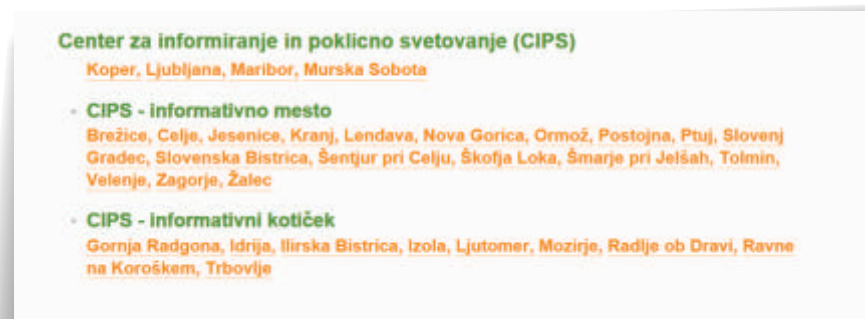 Center za informiranje in poklicno svetovanje (CIPS)
Koper, Ljubljana, Maribor, Murska Sobota
CIPS - informativno mesto
Brežice, Celje, Jesenice, Kranj, Lendava, Nova Gorica, Ormož, Postojna, Ptuj, Slovenj
Gradec, Slovenska Bistrica, Šentjur pri Celju, Škofja Loka, Šmarje pri Jelšah, Tolmin,
Velenje, Zagorje, Žalec
CIPS - informativni kotiček
Gornja Radgona, Idrija, Ilirska Bistrica, Izola, Ljutomer, Mozirje, Radlje ob Dravi, Ravne
na Koroškem, Trbovlje